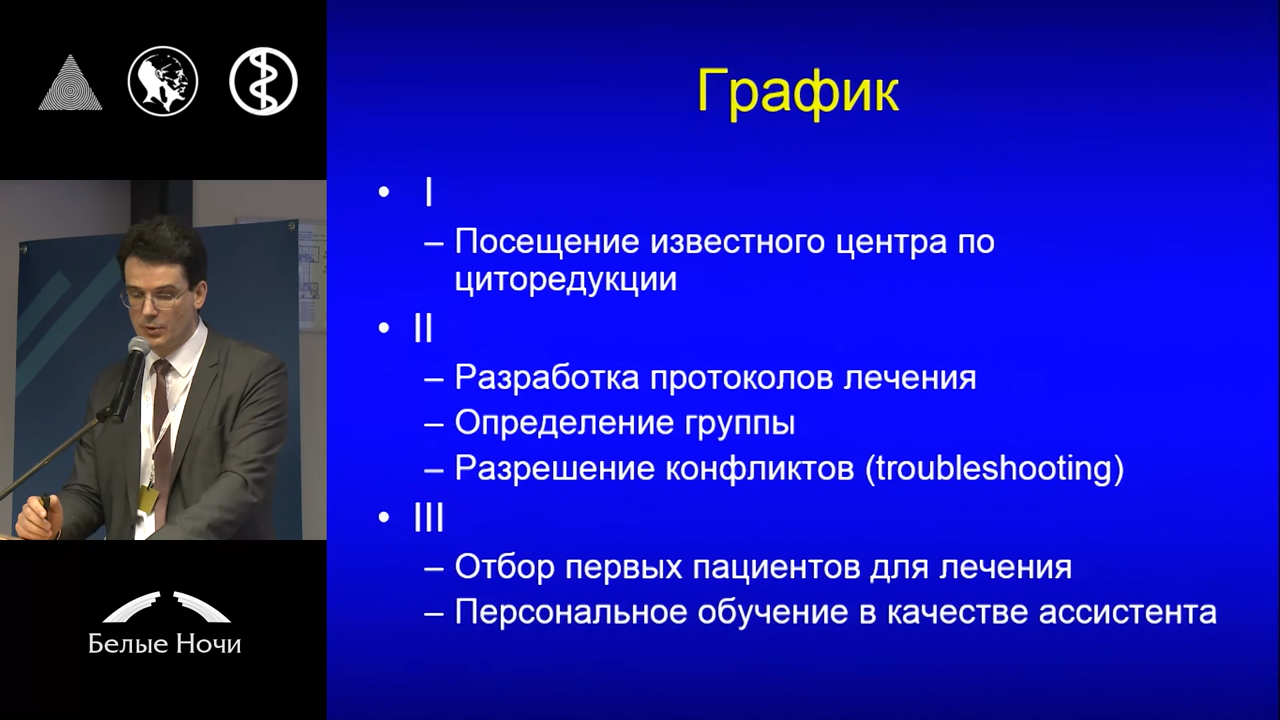 График
• I
– Посещение известного центра по
циторедукции
• II
– Разработка протоколов лечения
– Определение группы
– Разрешение конфликтов (troubleshooting)
• III
– Отбор первых пациентов для лечения
– Персональное обучение в качестве ассистента
Белые Ночи